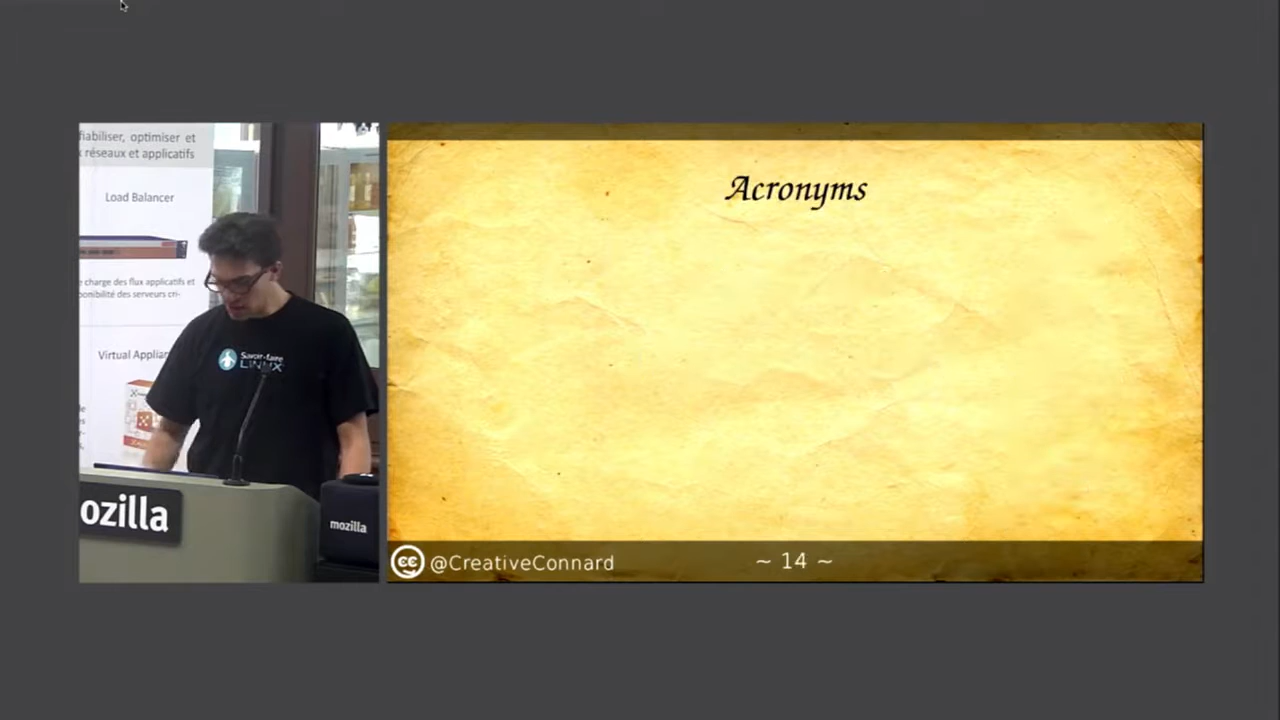 fiabiliser, optimiser et
réseaux et applicatifs
Load Balancer
charge des flux applicatifs et
ponibilité des serveurs cri-
Virtual Applian
Savoir-faire
LINUX
ozilla
mozilla
Acronyms
@CreativeConnard
~ 14 ~